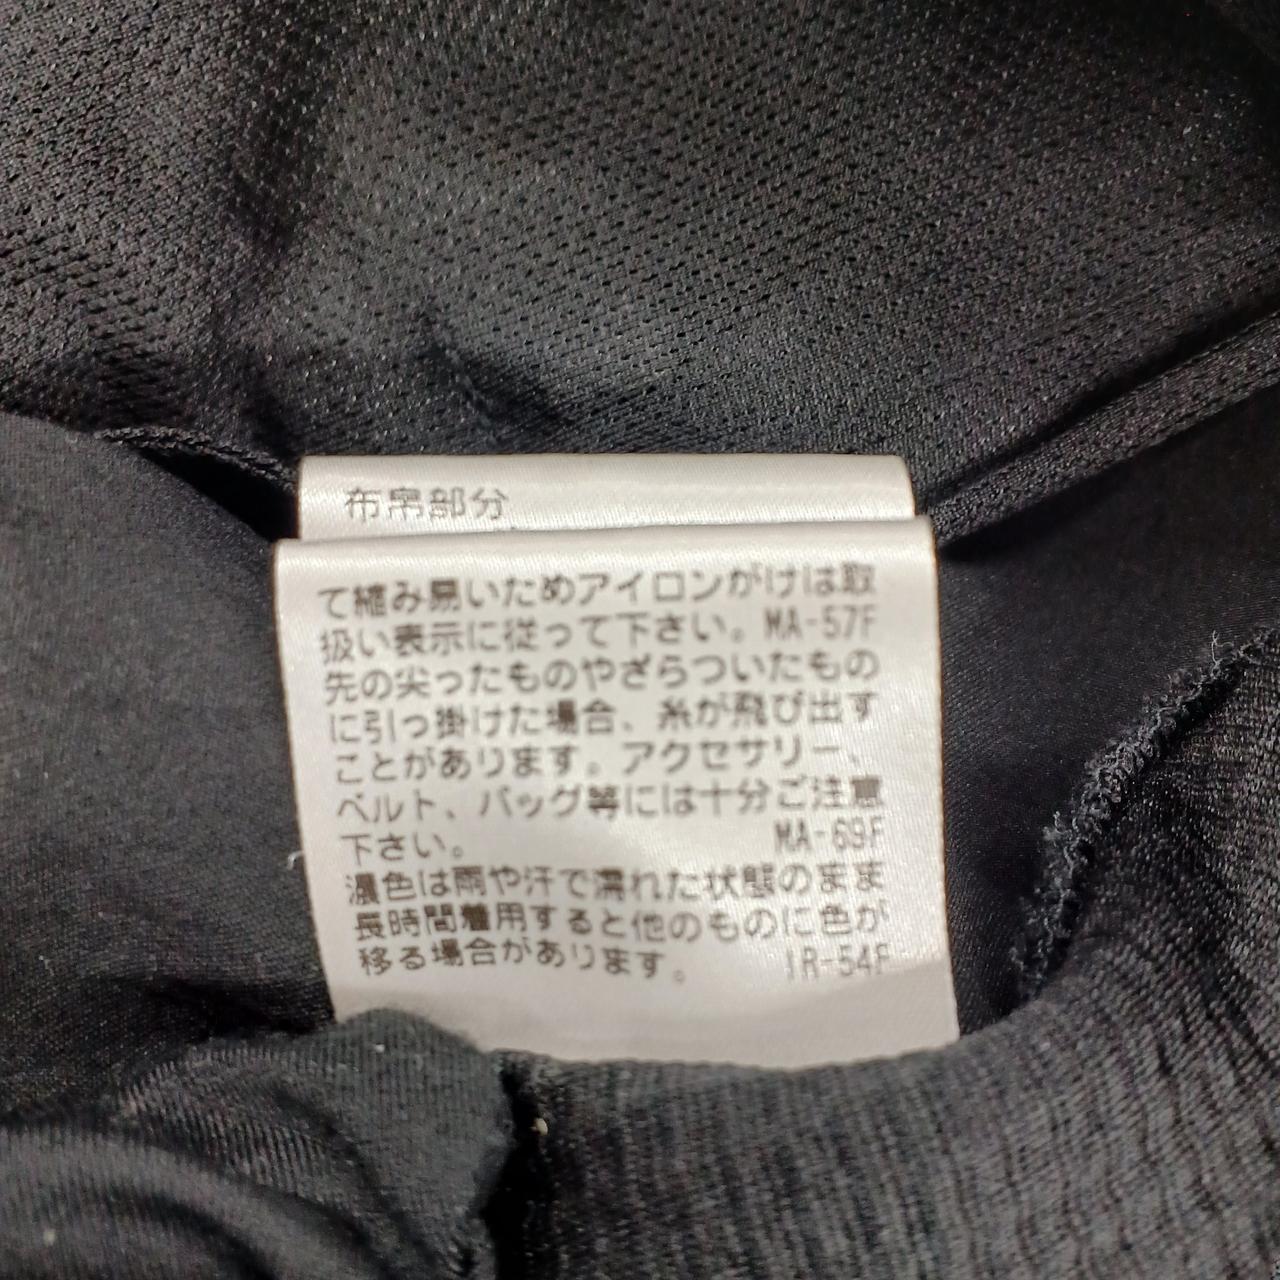 布帛部分
て縮み易いためアイロンがけは取
扱い表示に従って下さい。MA-57F
先の尖ったものやざらついたもの
に引っ掛けた場合、糸が飛び出す
ことがあります。アクセサリー、
ベルト、バッグ等には十分ご注意
下さい。 MA-69F
濃色は雨や汗で濡れた状態のまま
長時間着用すると他のものに色が
移る場合があります。 IR-54F